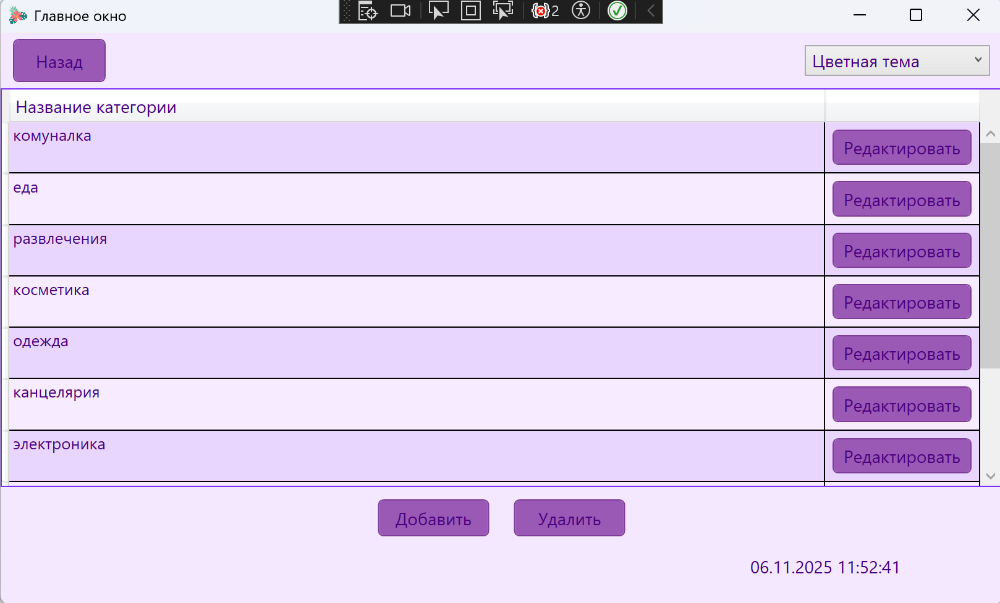 Главное окно
2
Назад
Цветная тема
Название категории
комуналка
Редактировать
еда
Редактировать
развлечения
Редактировать
косметика
Редактировать
одежда
Редактировать
канцелярия
Редактировать
электроника
Редактировать
Добавить
Удалить
06.11.2025 11:52:41